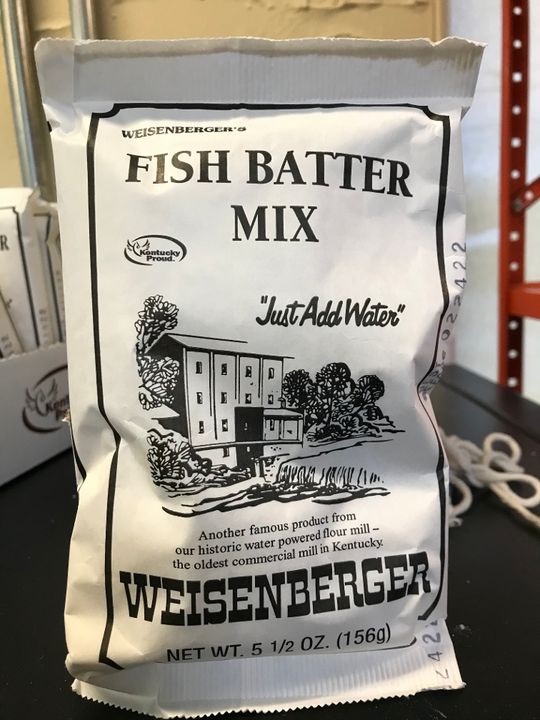 WEISENBERGER'S
FISH BATTER
MIX
Kentucky
Proud.
"Just Add Water"
Another famous product from
our historic water powered flour mill –
the oldest commercial mill in Kentucky.
WEISENBERGER
NET WT. 5 1/2 OZ. (156g)